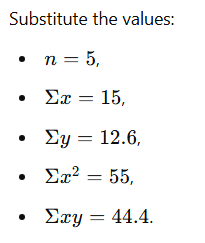 Substitute the values:
• n = 5,
• Σx = 15,
• Σy = 12.6,
• Σx² = 55,
• Σxy = 44.4.